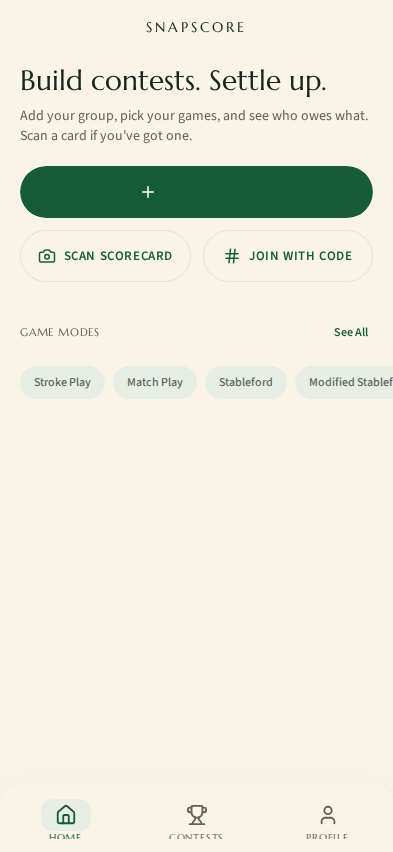 SNAPSCORE
Build contests. Settle up.
Add your group, pick your games, and see who owes what.
Scan a card if you've got one.
SCAN SCORECARD
JOIN WITH CODE
GAME MODES
See All
Stroke Play
Match Play
Stableford
Modified Stablef
HOME
CONTESTS
PROFILE